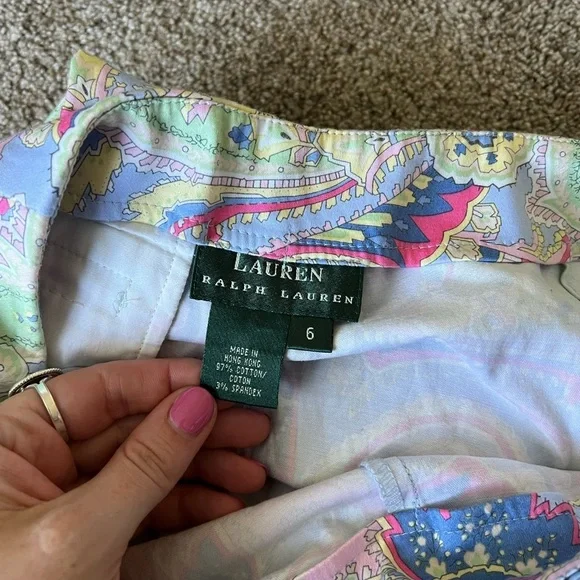 LAUREN
RALPH LAUREN
6
MADE IN
HONG KONG
97% COTTON/
COTON
3% SPANDEX